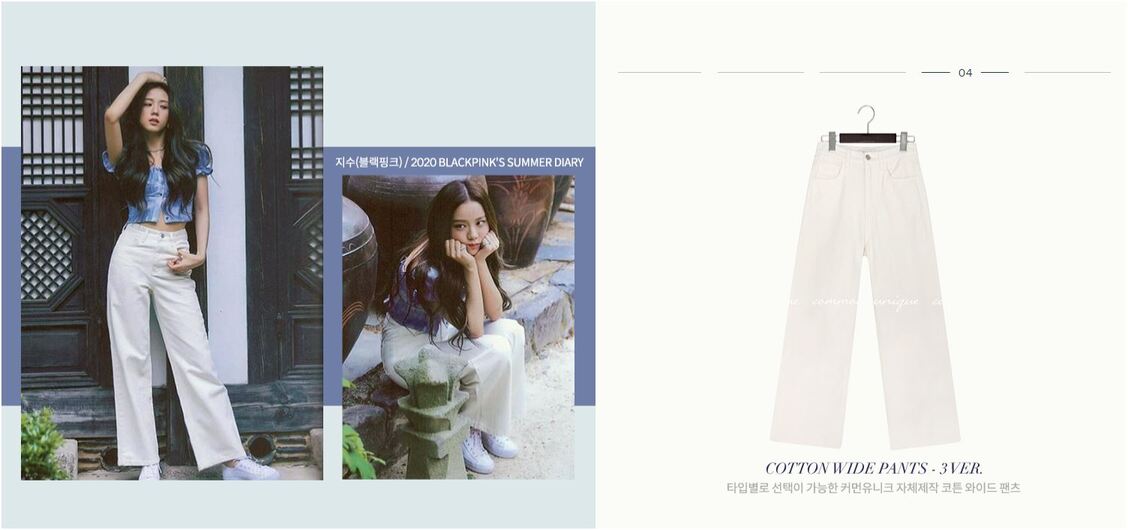 지수(블랙핑크) / 2020 BLACKPINK'S SUMMER DIARY
04
common unique
COTTON WIDE PANTS - 3 VER.
타입별로 선택이 가능한 커먼유니크 자체제작 코튼 와이드 팬츠